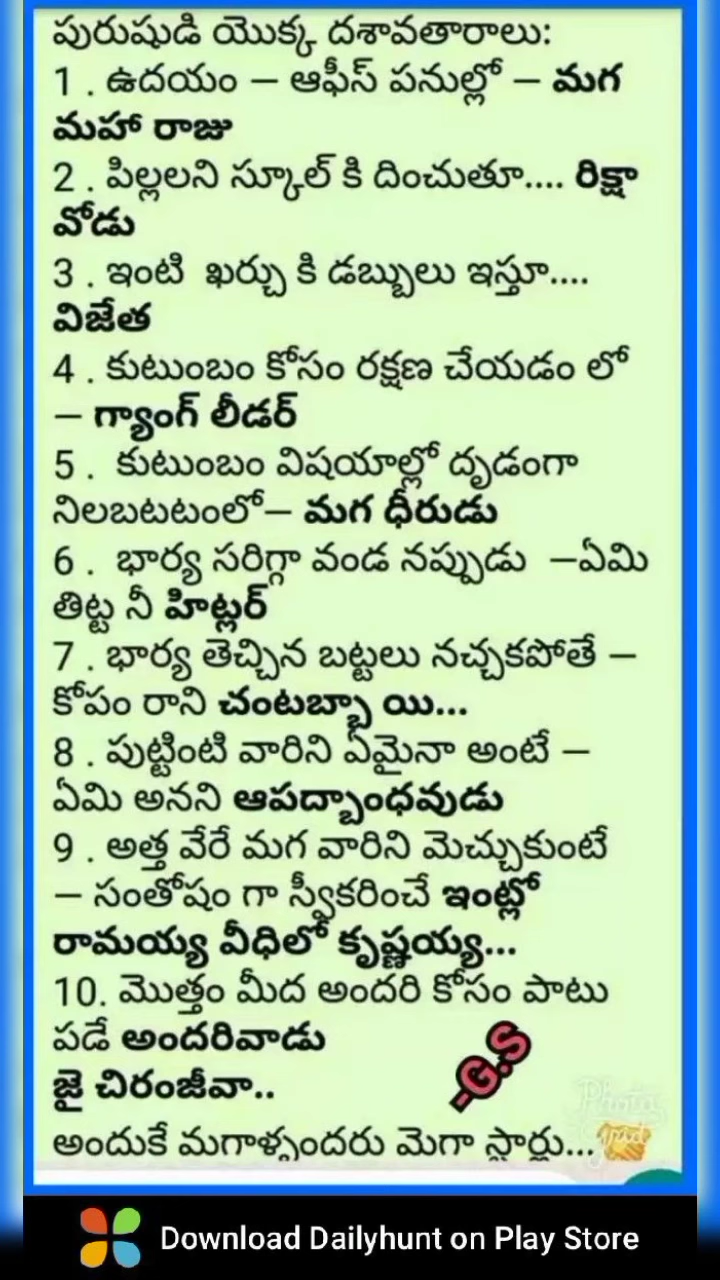 పురుషుడి యొక్క దశావతారాలు:
1 . ఉదయం – ఆఫీస్ పనుల్లో – మగ
మహా రాజు
2 . పిల్లలని స్కూల్ కి దించుతూ.... రిక్షా
వోడు
3 . ఇంటి ఖర్చు కి డబ్బులు ఇస్తూ....
విజేత
4 . కుటుంబం కోసం రక్షణ చేయడం లో
– గ్యాంగ్ లీడర్
5 . కుటుంబం విషయాల్లో దృడంగా
నిలబటటంలో– మగ ధీరుడు
6 . భార్య సరిగ్గా వండ నప్పుడు –ఏమి
తిట్ట నీ హిట్లర్
7 . భార్య తెచ్చిన బట్టలు నచ్చకపోతే –
కోపం రాని చంటబ్బా యి...
8 . పుట్టింటి వారిని ఏమైనా అంటే –
ఏమి అనని ఆపద్బాంధవుడు
9 . అత్త వేరే మగ వారిని మెచ్చుకుంటే
– సంతోషం గా స్వీకరించే ఇంట్లో
రామయ్య వీధిలో కృష్ణయ్య...
10. మొత్తం మీద అందరి కోసం పాటు
పడే అందరివాడు
జై చిరంజీవా..
-G.S
అందుకే మగాళ్ళందరు మెగా స్టార్లు...
Photo
Grid
Download Dailyhunt on Play Store